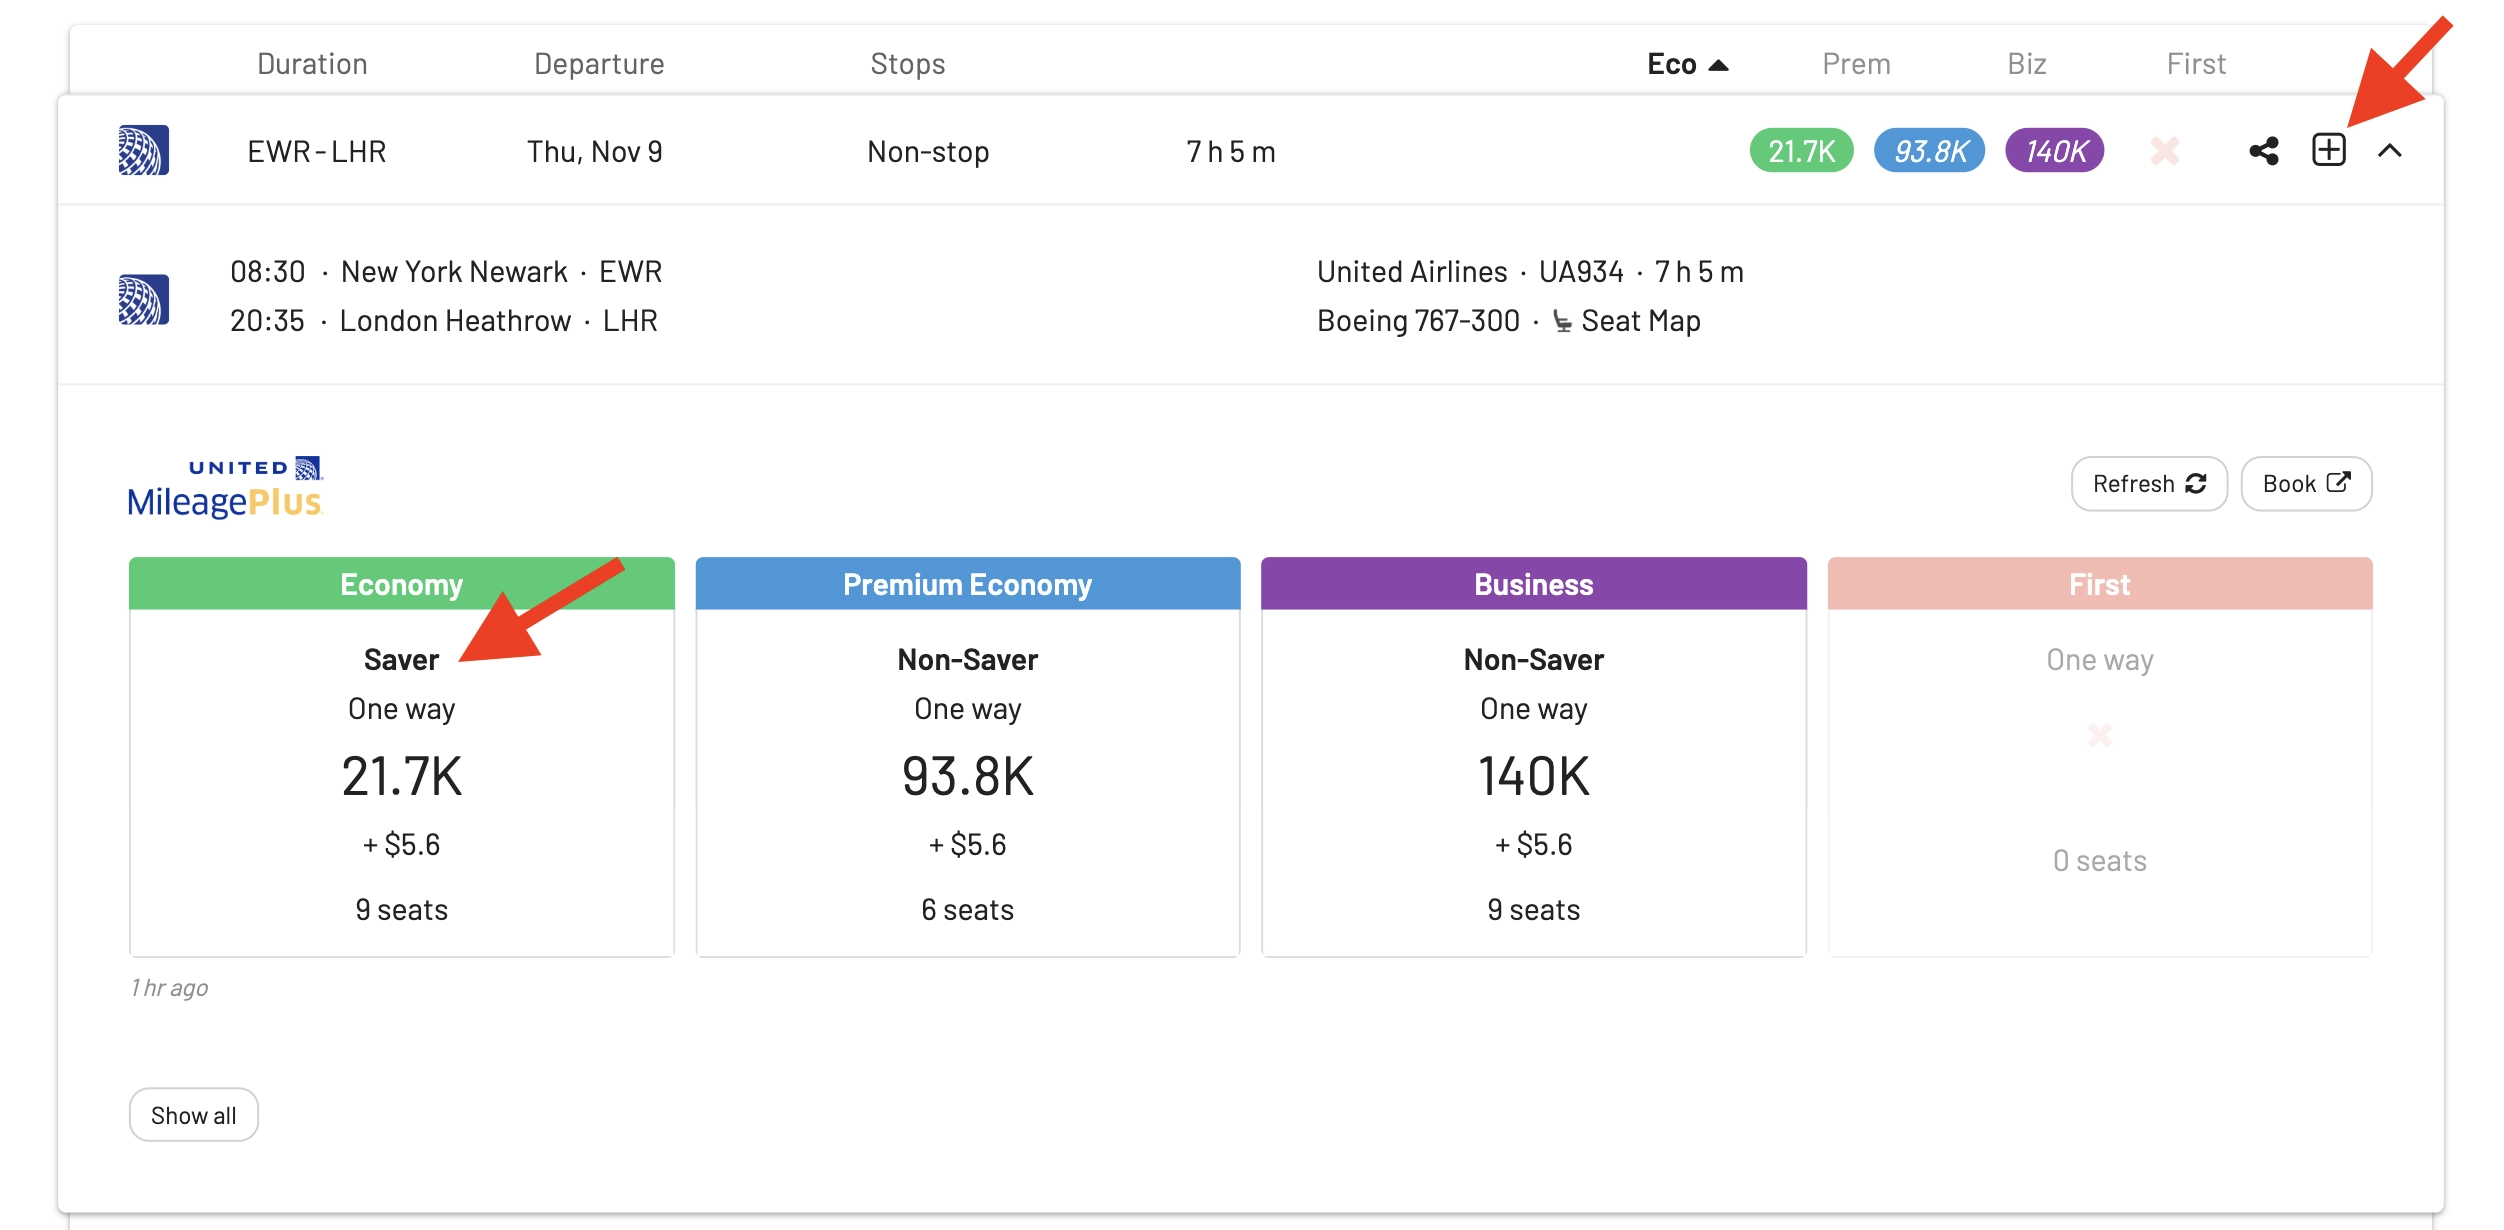 Duration Departure Stops Eco Prem Biz First
EWR-LHR Thu, Nov 9 Non-stop 7 h 5 m 21.7K 93.8K 140K
08:30 · New York Newark · EWR
20:35 · London Heathrow · LHR
United Airlines · UA934 · 7 h 5 m
Boeing 767-300 · Seat Map
UNITED
MileagePlus
Refresh
Book
Economy
Saver
One way
21.7K
+ $5.6
9 seats
Premium Economy
Non-Saver
One way
93.8K
+ $5.6
6 seats
Business
Non-Saver
One way
140K
+ $5.6
9 seats
First
One way
0 seats
1 hr ago
Show all